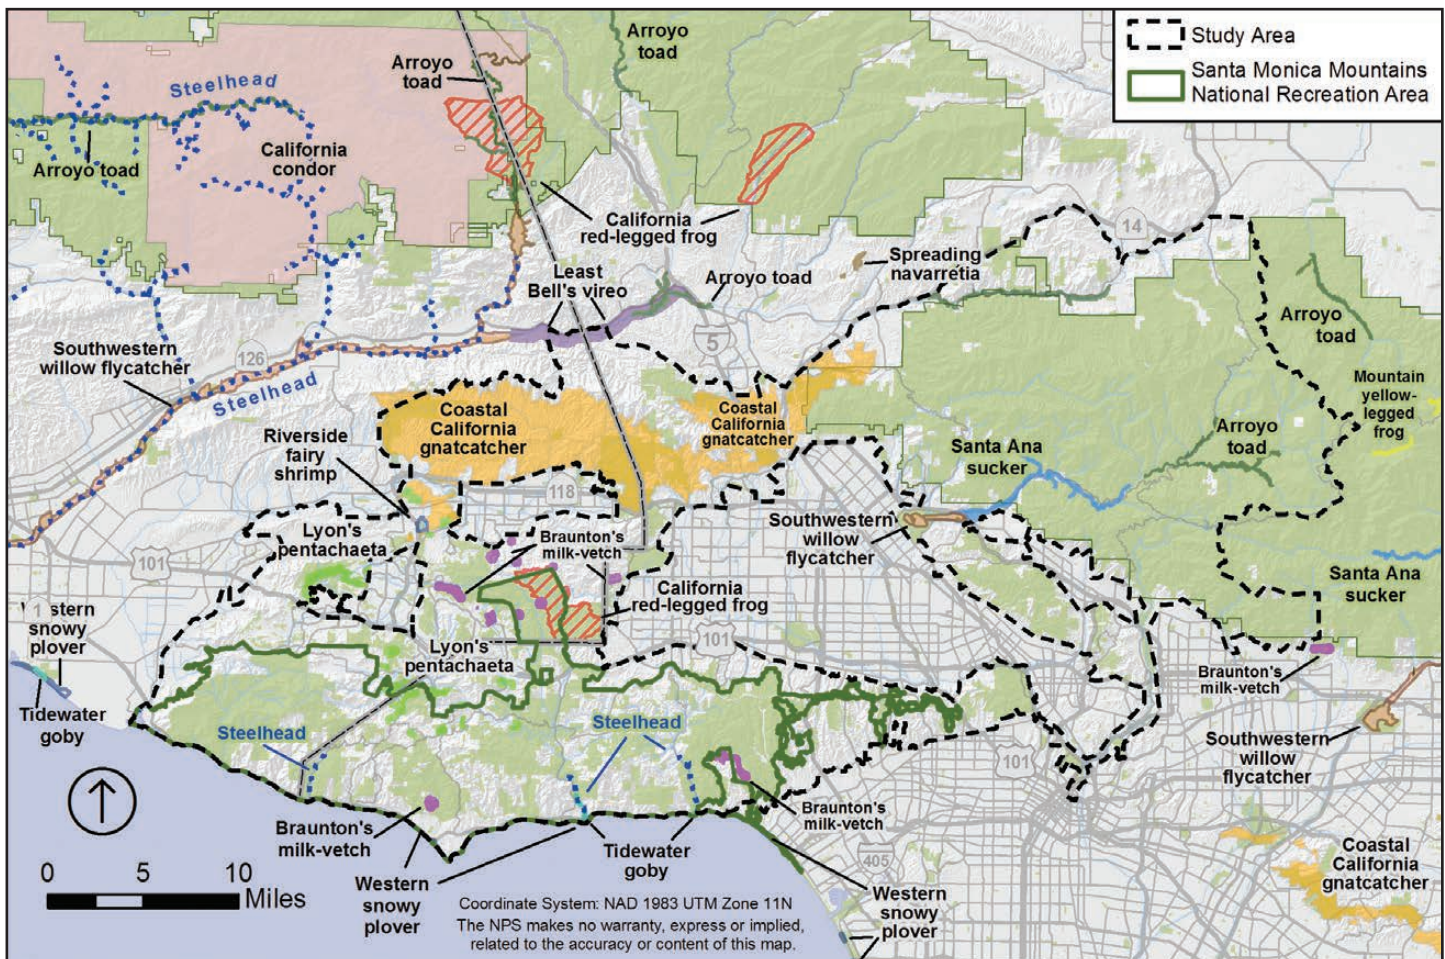 Study Area
Santa Monica Mountains
National Recreation Area
Arroyo
toad
Arroyo
toad
Steelhead
Arroyo toad
California
condor
California
red-legged frog
14
Spreading
navarretia
Least
Bell's vireo
Arroyo toad
5
126
Southwestern
willow flycatcher
Steelhead
Arroyo
toad
Mountain
yellow-
legged
frog
Coastal
California
gnatcatcher
Coastal
California
gnatcatcher
Riverside
fairy
shrimp
Arroyo
toad
Santa Ana
sucker
118
Southwestern
willow
flycatcher
Lyon's
pentachaeta
Braunton's
milk-vetch
101
Santa Ana
sucker
California
red-legged frog
1
snowy
plover
101
Lyon's
pentachaeta
Braunton's
milk-vetch
Tidewater
goby
Steelhead
Steelhead
Southwestern
willow
flycatcher
101
Braunton's
milk-vetch
Braunton's
milk-vetch
Tidewater
goby
405
Coastal
California
gnatcatcher
0 5 10
Miles
Western
snowy
plover
Western
snowy
plover
Coordinate System: NAD 1983 UTM Zone 11N
The NPS makes no warranty, express or implied,
related to the accuracy or content of this map.